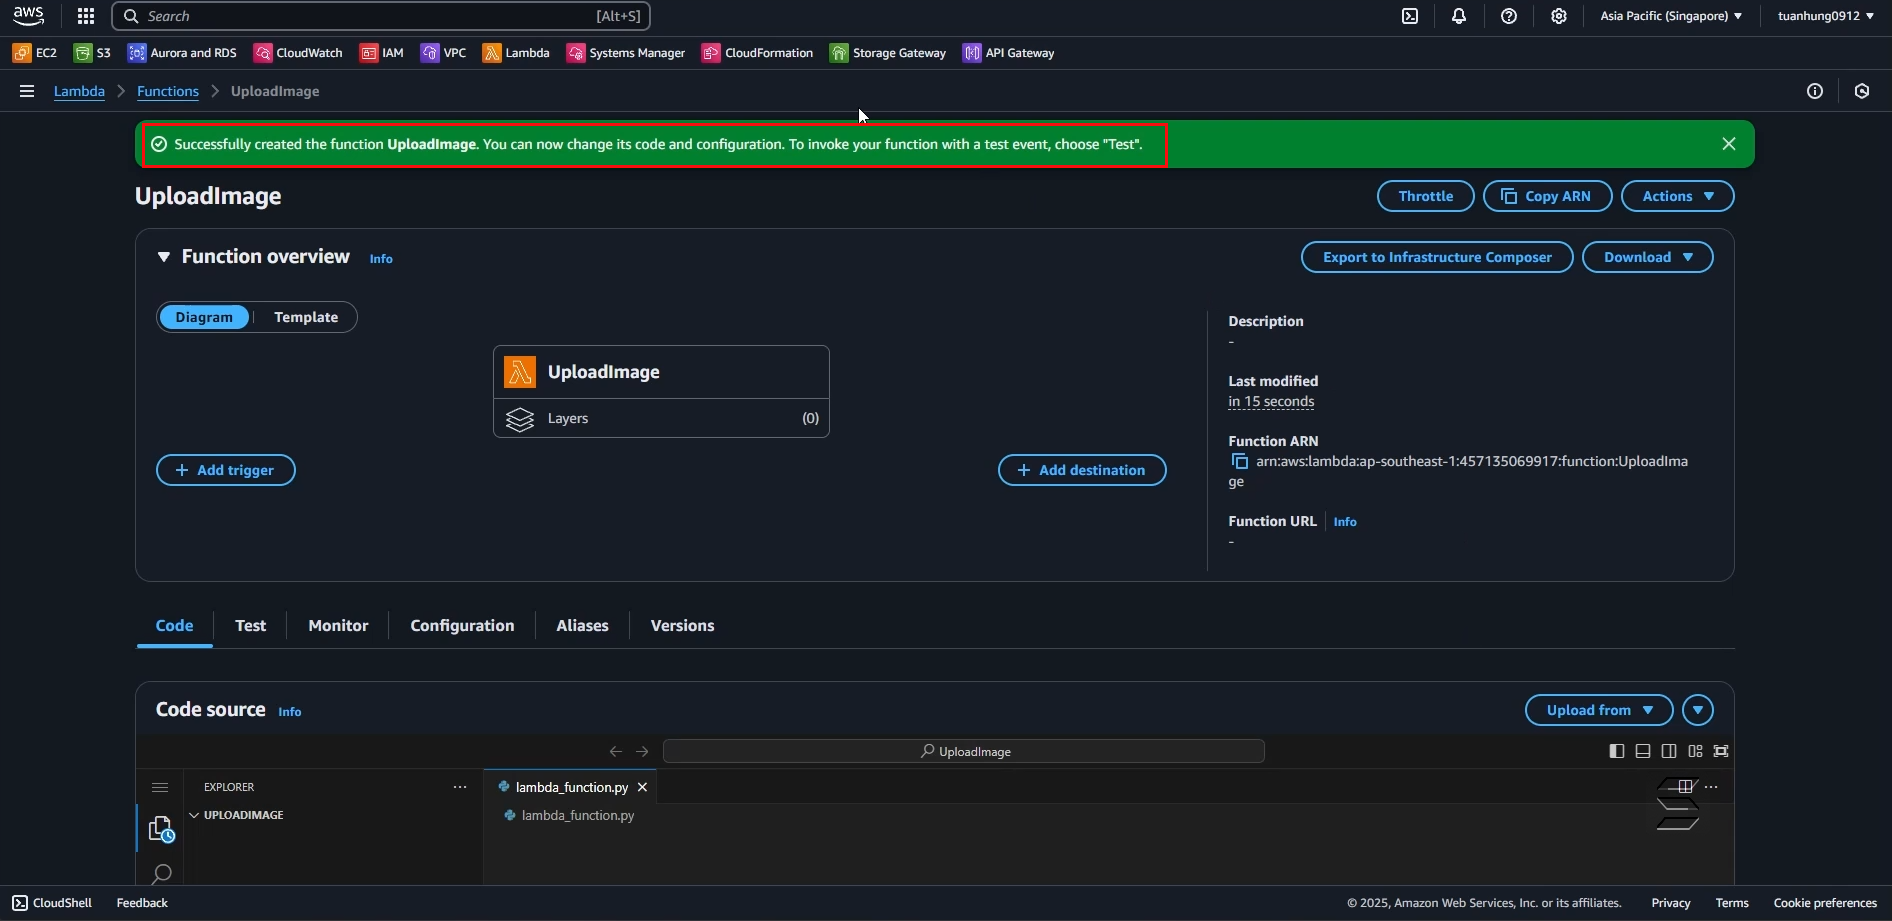 aws
Search [Alt+S] Asia Pacific (Singapore) tuanhung0912
EC2 S3 Aurora and RDS CloudWatch IAM VPC Lambda Systems Manager CloudFormation Storage Gateway API Gateway
Lambda Functions UploadImage
Successfully created the function UploadImage. You can now change its code and configuration. To invoke your function with a test event, choose "Test".
UploadImage
Throttle Copy ARN Actions
Function overview Info
Export to Infrastructure Composer Download
Diagram Template
UploadImage
Layers (0)
+ Add trigger
+ Add destination
Description
-
Last modified
in 15 seconds
Function ARN
arn:aws:lambda:ap-southeast-1:457135069917:function:UploadIma
ge
Function URL Info
-
Code Test Monitor Configuration Aliases Versions
Code source Info
Upload from
UploadImage
EXPLORER
UPLOADIMAGE
lambda_function.py
lambda_function.py
CloudShell Feedback © 2025, Amazon Web Services, Inc. or its affiliates. Privacy Terms Cookie preferences